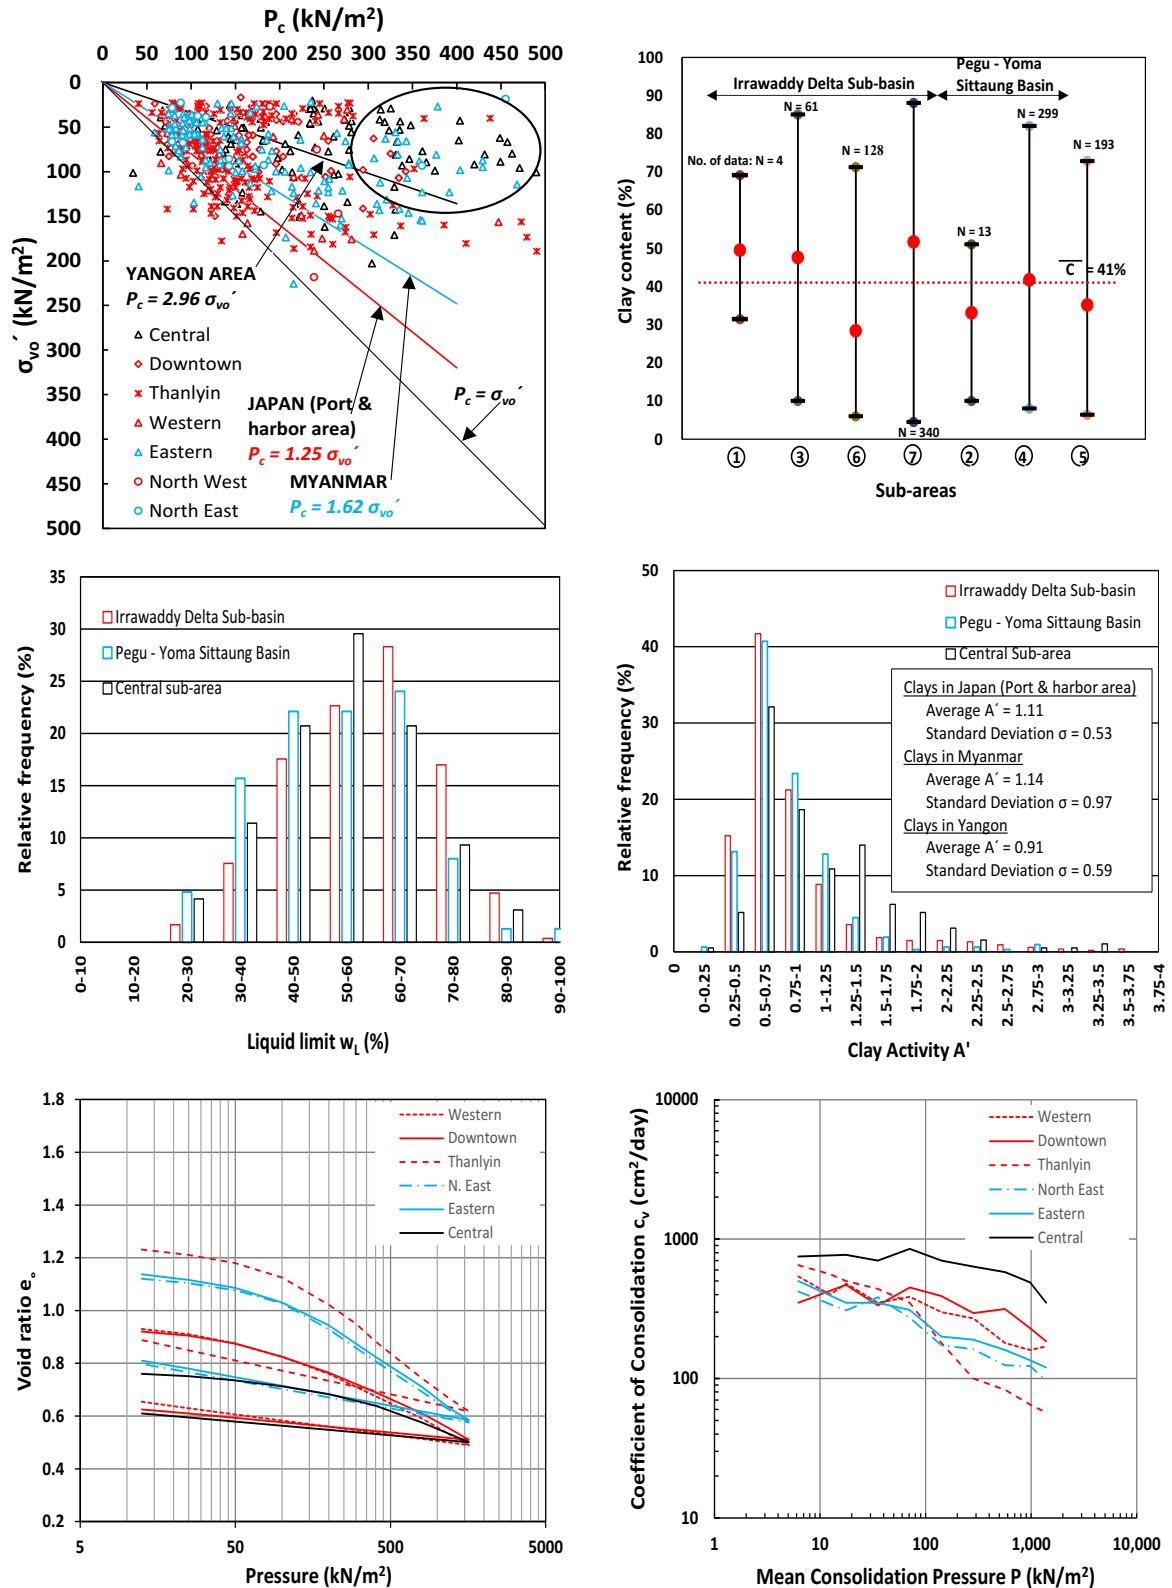 P_c (kN/m²)
0 50 100 150 200 250 300 350 400 450 500
0
50
100
150
200
250
300
350
400
450
500
σ_vo´ (kN/m²)
YANGON AREA
P_c = 2.96 σ_vo´
Central
Downtown
Thanlyin
Western
Eastern
North West
North East
JAPAN (Port &
harbor area)
P_c = 1.25 σ_vo´
MYANMAR
P_c = 1.62 σ_vo´
P_c = σ_vo´
100
90
80
70
60
50
40
30
20
10
0
Clay content (%)
Pegu - Yoma
Sittaung Basin
Irrawaddy Delta Sub-basin
N = 61
N = 299
No. of data: N = 4
N = 128
N = 193
N = 13
C̅ = 41%
N = 340
① ③ ⑥ ⑦ ② ④ ⑤
Sub-areas
35
30
25
20
15
10
5
0
Relative frequency (%)
Irrawaddy Delta Sub-basin
Pegu - Yoma Sittaung Basin
Central sub-area
0-10 20-30 30-40 40-50 50-60 60-70 70-80 80-90 90-100
Liquid limit w_L (%)
50
40
30
20
10
0
Relative frequency (%)
Irrawaddy Delta Sub-basin
Pegu - Yoma Sittaung Basin
Central Sub-area
Clays in Japan (Port & harbor area)
Average A´ = 1.11
Standard Deviation σ = 0.53
Clays in Myanmar
Average A´ = 1.14
Standard Deviation σ = 0.97
Clays in Yangon
Average A´ = 0.91
Standard Deviation σ = 0.59
0 0-0.25 0.25-0.5 0.5-0.75 0.75-1 1-1.25 1.25-1.5 1.5-1.75 1.75-2 2-2.25 2.25-2.5 2.5-2.75 2.75-3 3-3.25 3.25-3.5 3.5-3.75 3.75-4
Clay Activity A'
1.8
1.6
1.4
1.2
1.0
0.8
0.6
0.4
0.2
Void ratio e_o
Western
Downtown
Thanlyin
N. East
Eastern
Central
5 50 500 5000
Pressure (kN/m²)
10000
1000
100
10
Coefficient of Consolidation c_v (cm²/day)
Western
Downtown
Thanlyin
North East
Eastern
Central
1 10 100 1,000 10,000
Mean Consolidation Pressure P (kN/m²)